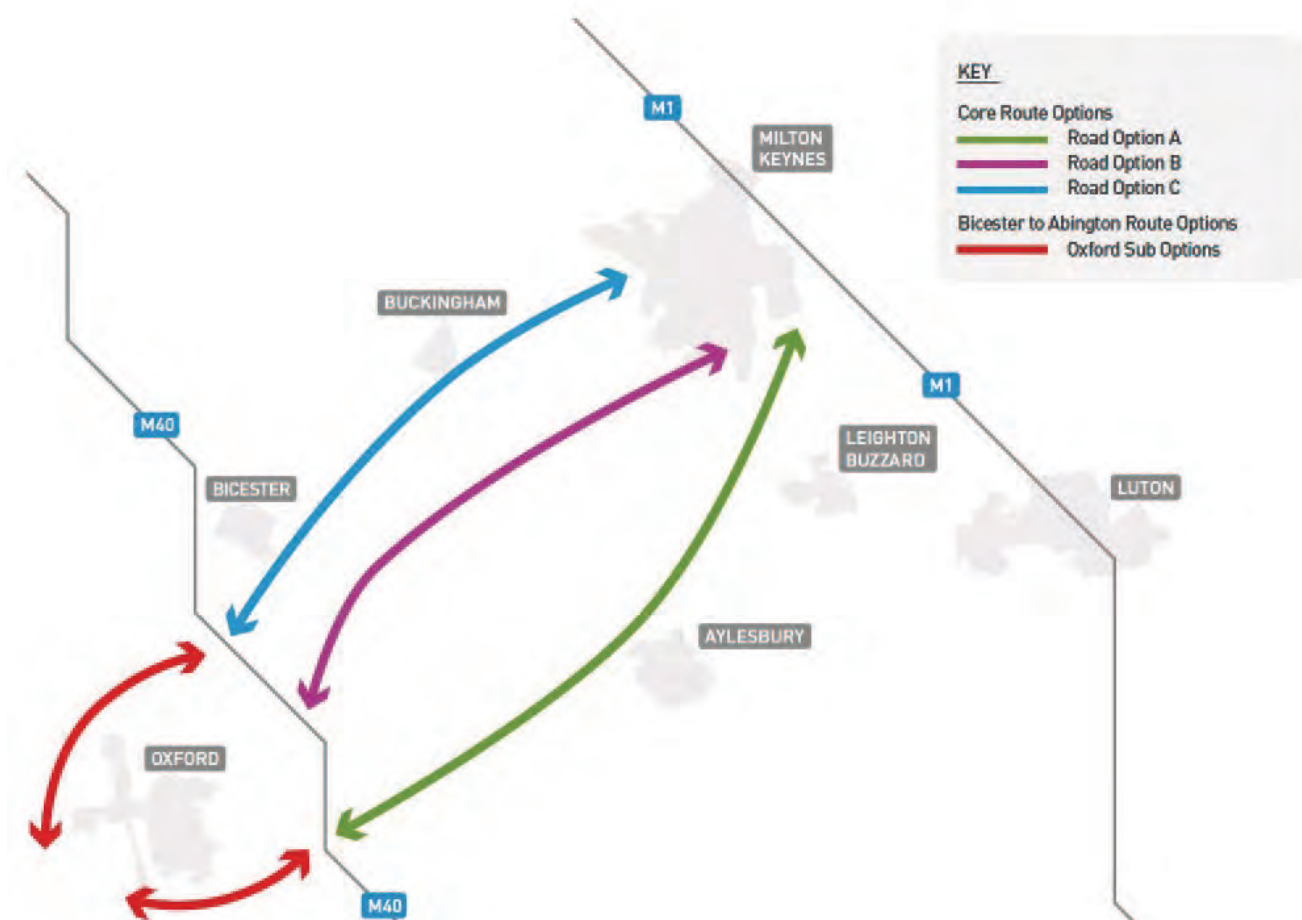 M1
MILTON
KEYNES
BUCKINGHAM
M40
BICESTER
M1
LEIGHTON
BUZZARD
LUTON
AYLESBURY
OXFORD
M40
KEY
Core Route Options
Road Option A
Road Option B
Road Option C
Bicester to Abington Route Options
Oxford Sub Options